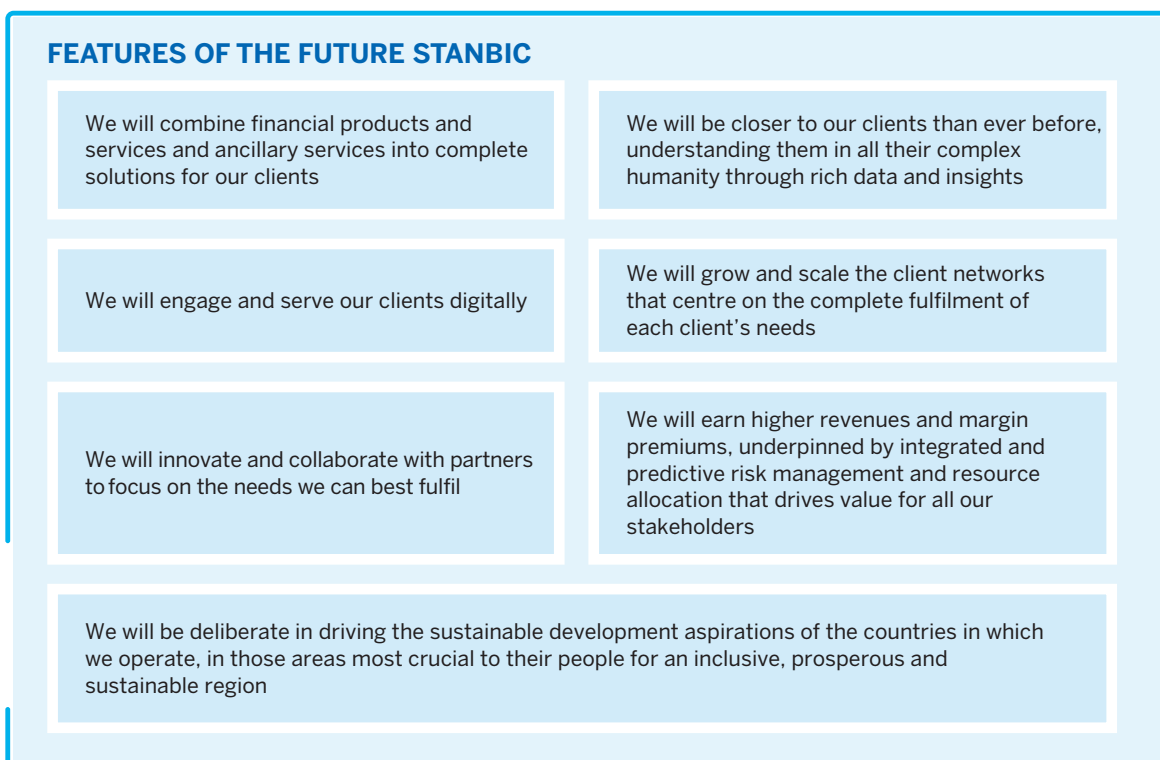 FEATURES OF THE FUTURE STANBIC
We will combine financial products and
services and ancillary services into complete
solutions for our clients
We will be closer to our clients than ever before,
understanding them in all their complex
humanity through rich data and insights
We will engage and serve our clients digitally
We will grow and scale the client networks
that centre on the complete fulfilment of
each client’s needs
We will innovate and collaborate with partners
to focus on the needs we can best fulfil
We will earn higher revenues and margin
premiums, underpinned by integrated and
predictive risk management and resource
allocation that drives value for all our
stakeholders
We will be deliberate in driving the sustainable development aspirations of the countries in which
we operate, in those areas most crucial to their people for an inclusive, prosperous and
sustainable region